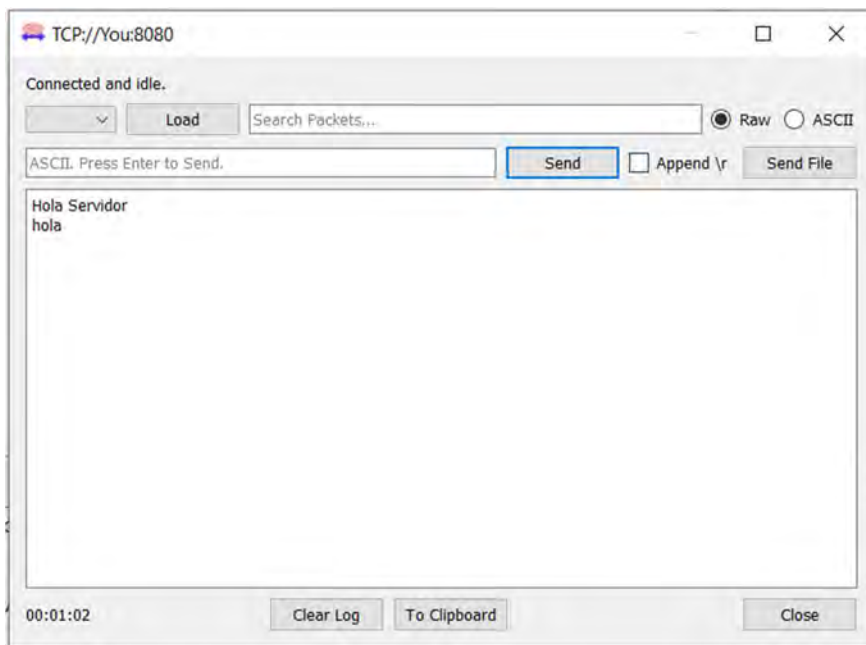 TCP://You:8080
Connected and idle.
Load Search Packets... Raw ASCII
ASCII. Press Enter to Send. Send Append \r Send File
Hola Servidor
hola
00:01:02 Clear Log To Clipboard Close